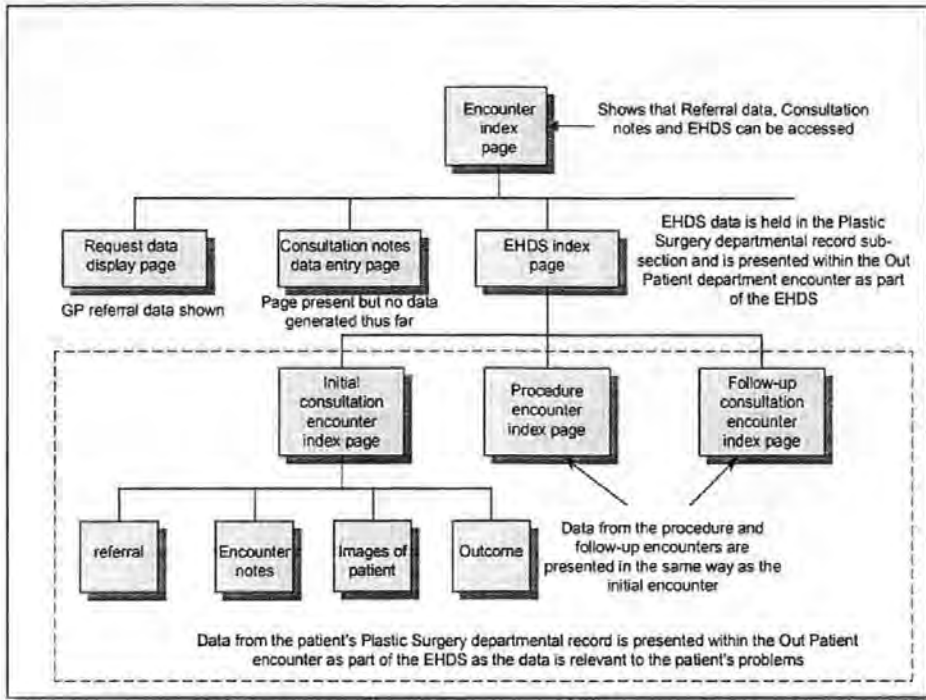 Encounter
index
page
Shows that Referral data, Consultation
notes and EHDS can be accessed
Request data
display page
GP referral data shown
Consultation notes
data entry page
Page present but no data
generated thus far
EHDS index
page
EHDS data is held in the Plastic
Surgery departmental record sub-
section and is presented within the Out
Patient department encounter as part
of the EHDS
Initial
consultation
encounter
index page
Procedure
encounter
index page
Follow-up
consultation
encounter
index page
referral
Encounter
notes
Images of
patient
Outcome
Data from the procedure and
follow-up encounters are
presented in the same way as the
initial encounter
Data from the patient's Plastic Surgery departmental record is presented within the Out Patient
encounter as part of the EHDS as the data is relevant to the patient's problems